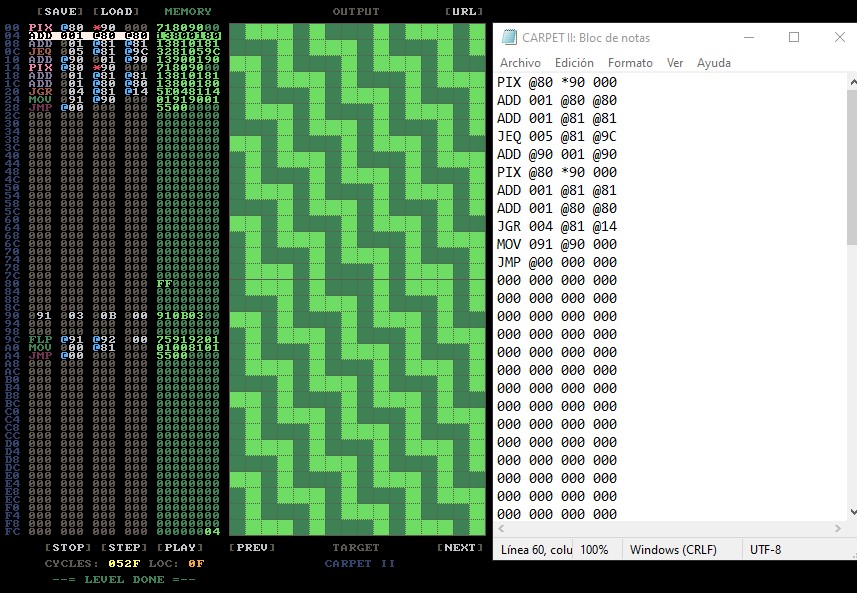 [SAVE] [LOAD] MEMORY OUTPUT [URL]
00 PIX @80 *90 000 71809000
04 ADD 001 @80 @80 13800180
08 ADD 001 @81 @81 13810181
0C JEQ 005 @81 @9C 3281059C
10 ADD @90 001 @90 13900190
14 PIX @80 *90 000 71809000
18 ADD 001 @81 @81 13810181
1C ADD 001 @80 @80 13800180
20 JGR 004 @81 @14 5E048114
24 MOV 091 @90 000 01919001
28 JMP @00 000 000 55000000
2C 000 000 000 000 00000000
30 000 000 000 000 00000000
34 000 000 000 000 00000000
38 000 000 000 000 00000000
3C 000 000 000 000 00000000
40 000 000 000 000 00000000
44 000 000 000 000 00000000
48 000 000 000 000 00000000
4C 000 000 000 000 00000000
50 000 000 000 000 00000000
54 000 000 000 000 00000000
58 000 000 000 000 00000000
5C 000 000 000 000 00000000
60 000 000 000 000 00000000
64 000 000 000 000 00000000
68 000 000 000 000 00000000
6C 000 000 000 000 00000000
70 000 000 000 000 00000000
74 000 000 000 000 00000000
78 000 000 000 000 00000000
7C 000 000 000 000 00000000
80 000 000 000 000 FF000000
84 000 000 000 000 00000000
88 000 000 000 000 00000000
8C 000 000 000 000 00000000
90 091 003 00B 000 910B0300
94 000 000 000 000 00000000
98 000 000 000 000 00000000
9C FLP @91 @92 000 75919201
A0 MOV 000 @81 000 01008101
A4 JMP @00 000 000 55000000
A8 000 000 000 000 00000000
AC 000 000 000 000 00000000
B0 000 000 000 000 00000000
B4 000 000 000 000 00000000
B8 000 000 000 000 00000000
BC 000 000 000 000 00000000
C0 000 000 000 000 00000000
C4 000 000 000 000 00000000
C8 000 000 000 000 00000000
CC 000 000 000 000 00000000
D0 000 000 000 000 00000000
D4 000 000 000 000 00000000
D8 000 000 000 000 00000000
DC 000 000 000 000 00000000
E0 000 000 000 000 00000000
E4 000 000 000 000 00000000
E8 000 000 000 000 00000000
EC 000 000 000 000 00000000
F0 000 000 000 000 00000000
F4 000 000 000 000 00000000
F8 000 000 000 000 00000000
FC 000 000 000 000 00000004
[STOP] [STEP] [PLAY] [PREV] TARGET [NEXT]
CYCLES: 052F LOC: 0F CARPET II
--= LEVEL DONE =--
CARPET II: Bloc de notas
Archivo Edición Formato Ver Ayuda
PIX @80 *90 000
ADD 001 @80 @80
ADD 001 @81 @81
JEQ 005 @81 @9C
ADD @90 001 @90
PIX @80 *90 000
ADD 001 @81 @81
ADD 001 @80 @80
JGR 004 @81 @14
MOV 091 @90 000
JMP @00 000 000
000 000 000 000
000 000 000 000
000 000 000 000
000 000 000 000
000 000 000 000
000 000 000 000
000 000 000 000
000 000 000 000
000 000 000 000
000 000 000 000
000 000 000 000
000 000 000 000
000 000 000 000
000 000 000 000
Línea 60, colu 100% Windows (CRLF) UTF-8